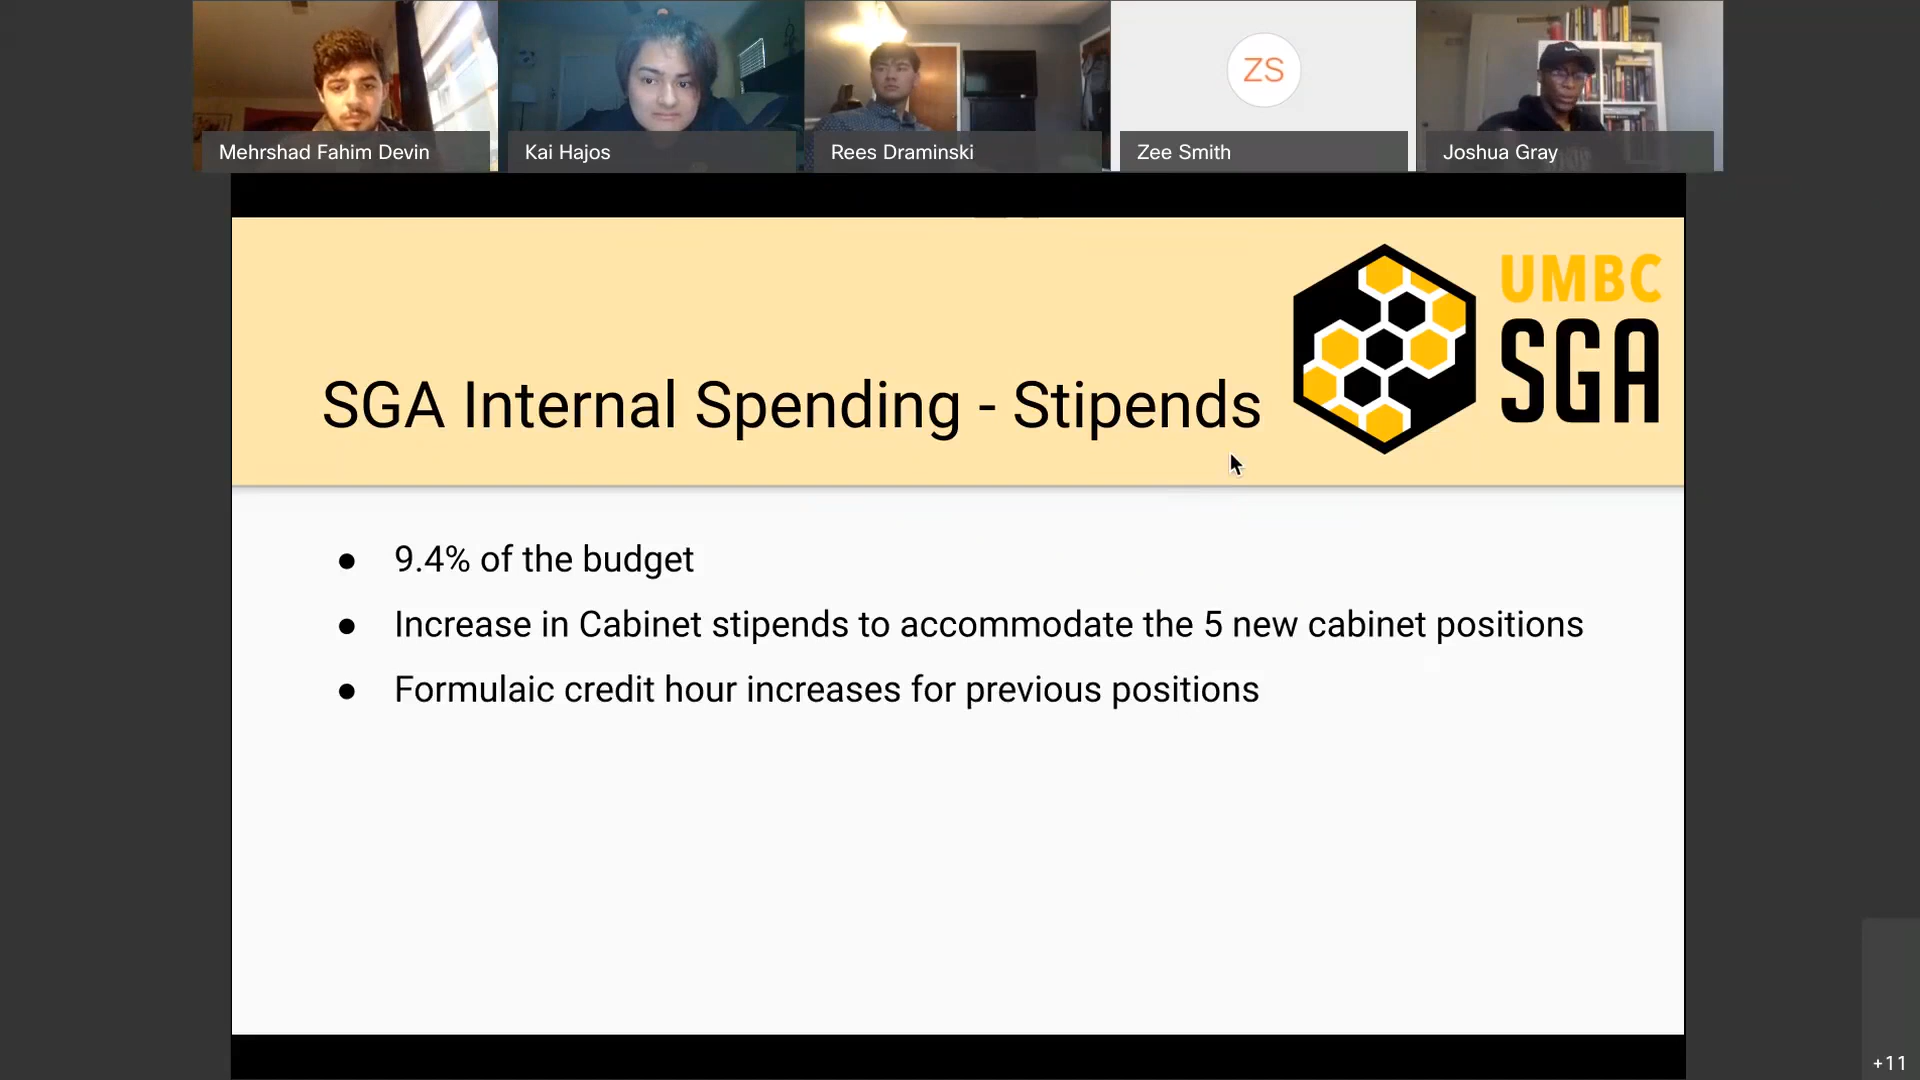 Mehrshad Fahim Devin
Kai Hajos
Rees Draminski
ZS
Zee Smith
Joshua Gray
UMBC
SGA
SGA Internal Spending - Stipends
● 9.4% of the budget
● Increase in Cabinet stipends to accommodate the 5 new cabinet positions
● Formulaic credit hour increases for previous positions
+11